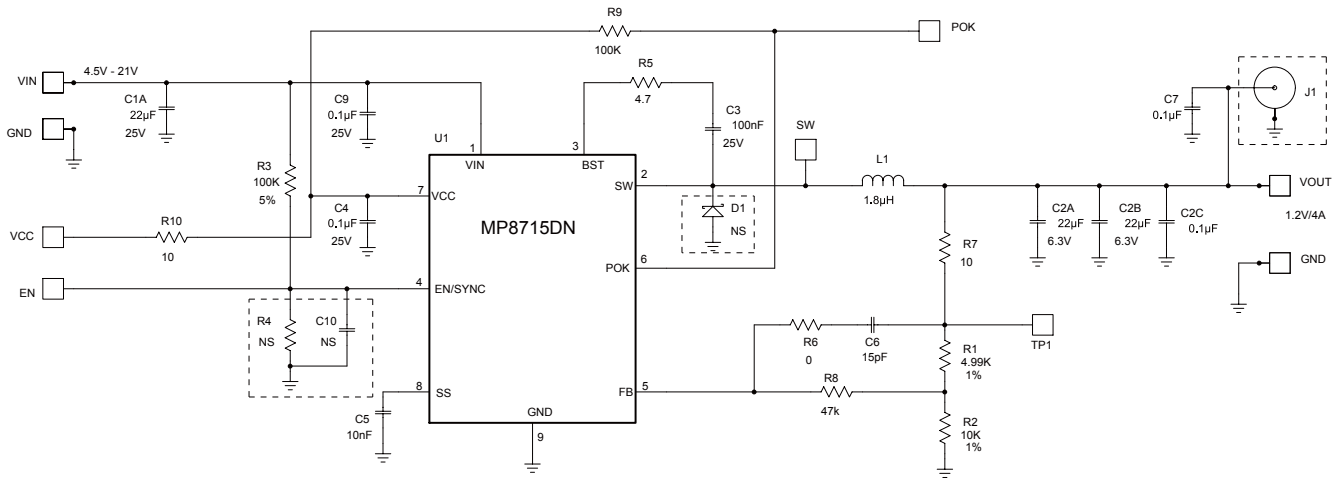 R9
100K
POK
VIN
4.5V - 21V
C1A
22µF
25V
GND
R3
100K
5%
C9
0.1µF
25V
R5
4.7
C3
100nF
25V
SW
C7
0.1µF
J1
U1
1
VIN
3
BST
MP8715DN
7
VCC
2
SW
6
POK
4
EN/SYNC
8
SS
5
FB
GND
9
C4
0.1µF
25V
VCC
R10
10
EN
R4
NS
C10
NS
C5
10nF
D1
NS
L1
1.8µH
R7
10
C2A
22µF
6.3V
C2B
22µF
6.3V
C2C
0.1µF
VOUT
1.2V/4A
GND
R6
0
C6
15pF
TP1
R1
4.99K
1%
R8
47k
R2
10K
1%